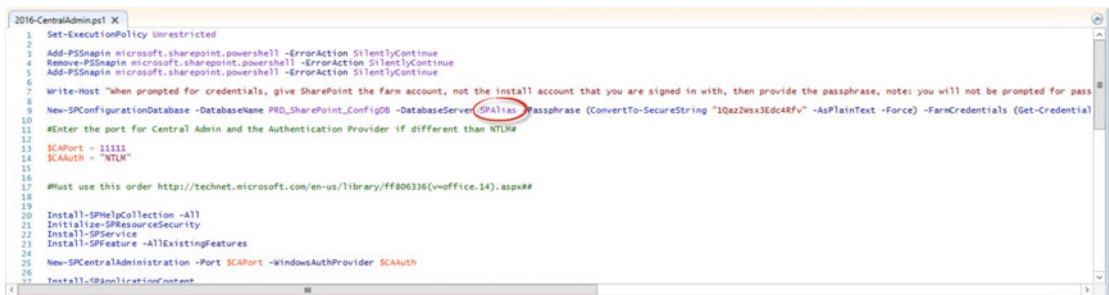 2016-CentralAdmin.ps1 X
1 Set-ExecutionPolicy Unrestricted
2
3 Add-PSSnapin microsoft.sharepoint.powershell -ErrorAction SilentlyContinue
4 Remove-PSSnapin microsoft.sharepoint.powershell -ErrorAction SilentlyContinue
5 Add-PSSnapin microsoft.sharepoint.powershell -ErrorAction SilentlyContinue
6
7 Write-Host "When prompted for credentials, give SharePoint the farm account, not the install account that you are signed in with, then provide the passphrase, note: you will not be prompted for pass
8
9 New-SPConfigurationDatabase -DatabaseName PRD_SharePoint_ConfigDB -DatabaseServer SPAlias -Passphrase (ConvertTo-SecureString "1Qaz2Wsx3Edc4Rfv" -AsPlainText -Force) -FarmCredentials (Get-Credential
10
11 #Enter the port for Central Admin and the Authentication Provider if different than NTLM#
12
13 $CAPort = 11111
14 $CAAuth = "NTLM"
15
16
17 #Must use this order http://technet.microsoft.com/en-us/library/ff806336(v=office.14).aspx##
18
19
20 Install-SPHelpCollection -All
21 Initialize-SPResourceSecurity
22 Install-SPService
23 Install-SPFeature -AllExistingFeatures
24
25 New-SPCentralAdministration -Port $CAPort -WindowsAuthProvider $CAAuth
26
27 Install-SPApplicationContent